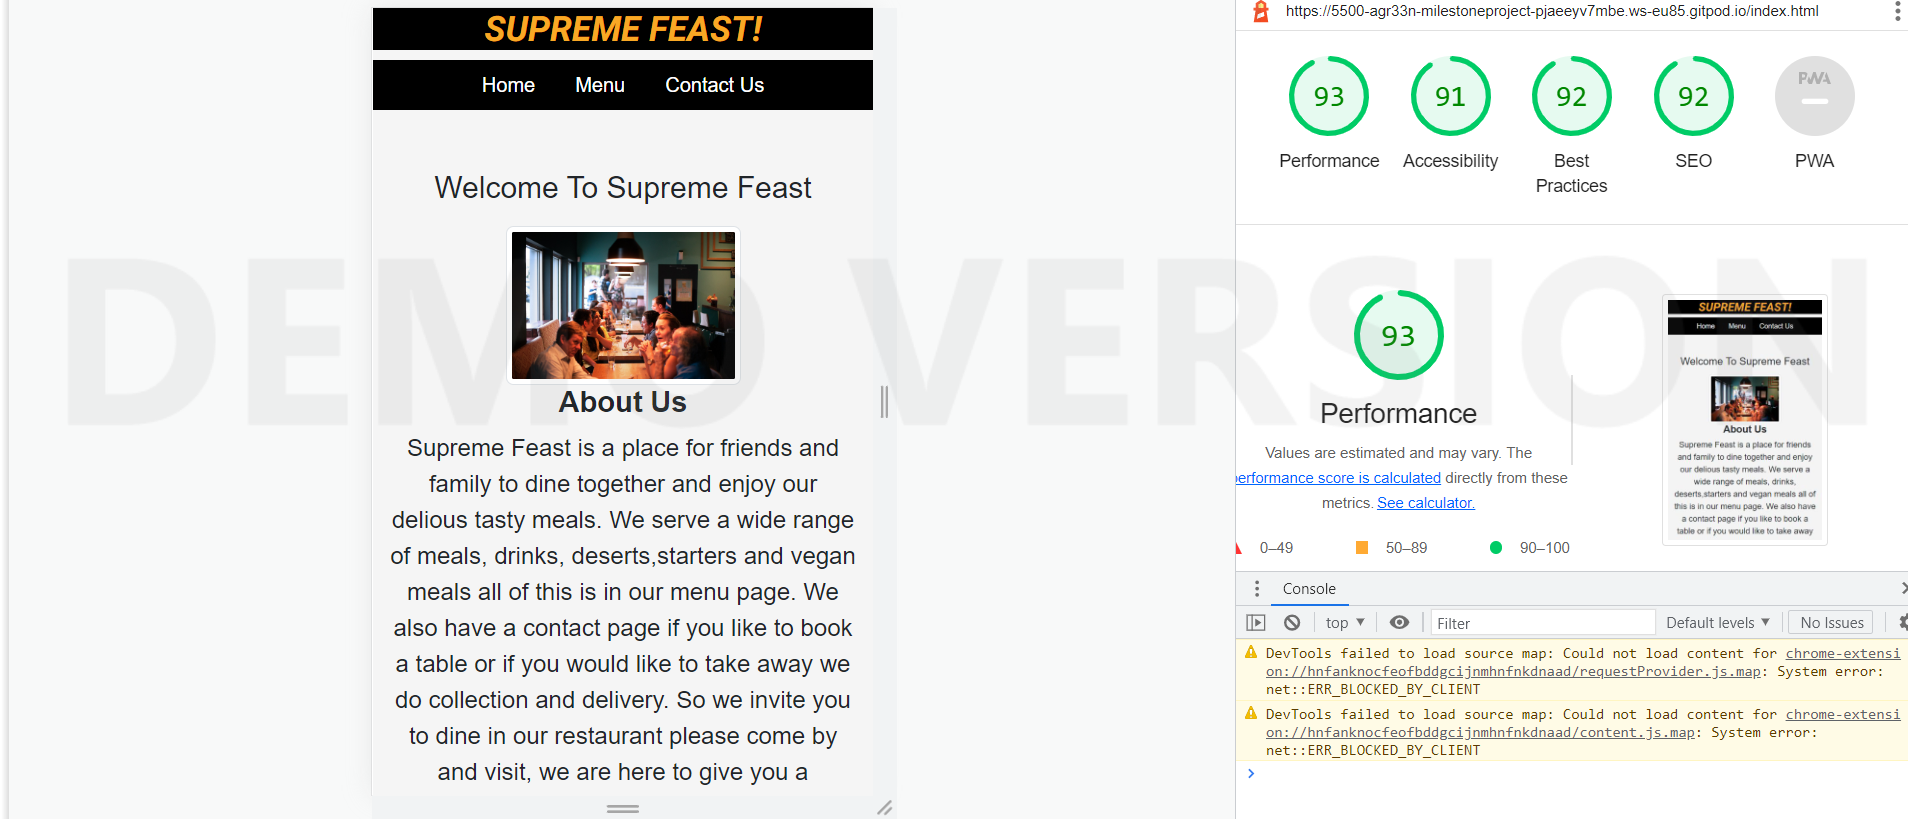 SUPREME FEAST!
Home Menu Contact Us
Welcome To Supreme Feast
About Us
Supreme Feast is a place for friends and
family to dine together and enjoy our
delious tasty meals. We serve a wide range
of meals, drinks, deserts,starters and vegan
meals all of this is in our menu page. We
also have a contact page if you like to book
a table or if you would like to take away we
do collection and delivery. So we invite you
to dine in our restaurant please come by
and visit, we are here to give you a
DEMO VERSION
https://5500-agr33n-milestoneproject-pjaeeyv7mbe.ws-eu85.gitpod.io/index.html
93 91 92 92 PWA
Performance Accessibility Best Practices SEO PWA
93
Performance
Values are estimated and may vary. The
performance score is calculated directly from these
metrics. See calculator.
0–49 50–89 90–100
SUPREME FEAST!
Home Menu Contact Us
Welcome To Supreme Feast
About Us
Supreme Feast is a place for friends
and family to dine together and enjoy
our delious tasty meals. We serve a
wide range of meals, drinks,
deserts,starters and vegan meals all of
this is in our menu page. We also have
a contact page if you like to book a
table or if you would like to take away
Console
top Filter Default levels No Issues
DevTools failed to load source map: Could not load content for chrome-extensi
on://hnfanknocfeofbddgcijnmhnfnkdnaad/requestProvider.js.map: System error:
net::ERR_BLOCKED_BY_CLIENT
DevTools failed to load source map: Could not load content for chrome-extensi
on://hnfanknocfeofbddgcijnmhnfnkdnaad/content.js.map: System error:
net::ERR_BLOCKED_BY_CLIENT